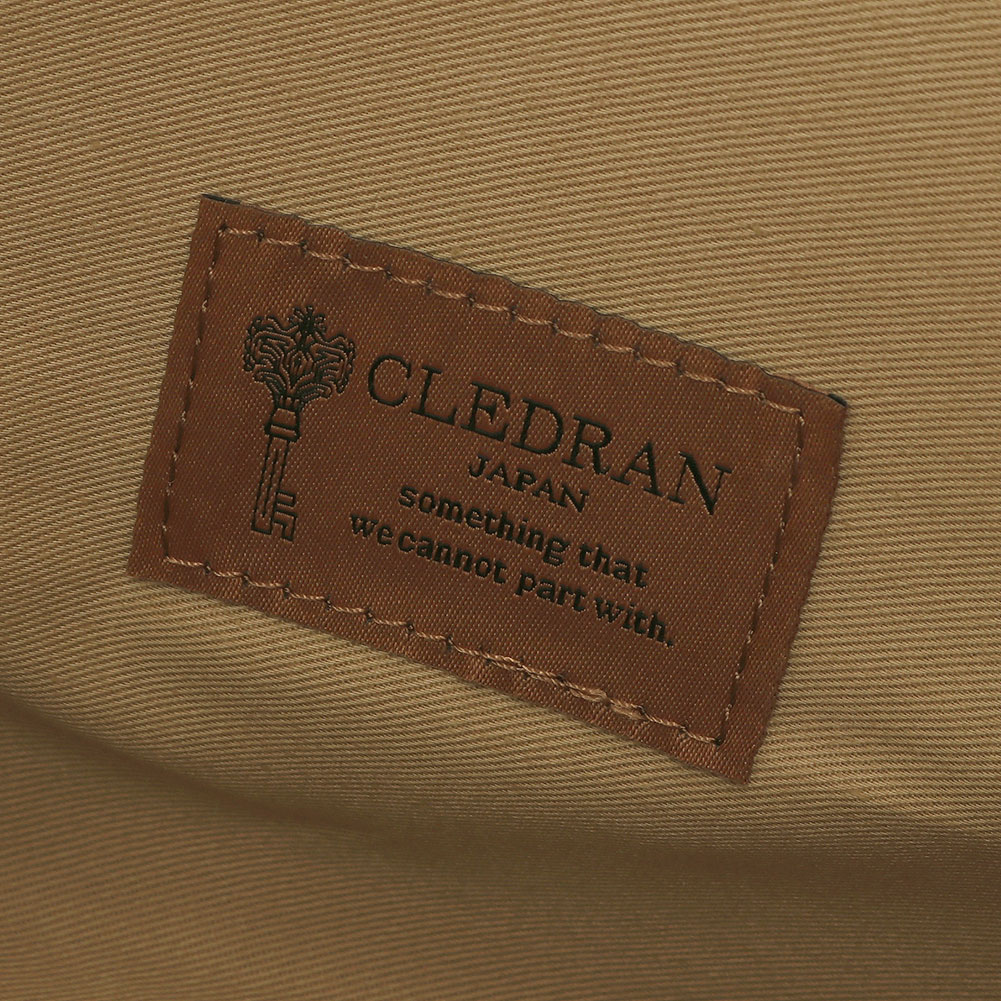 CLEDRAN
JAPAN
something that
we cannot part with.